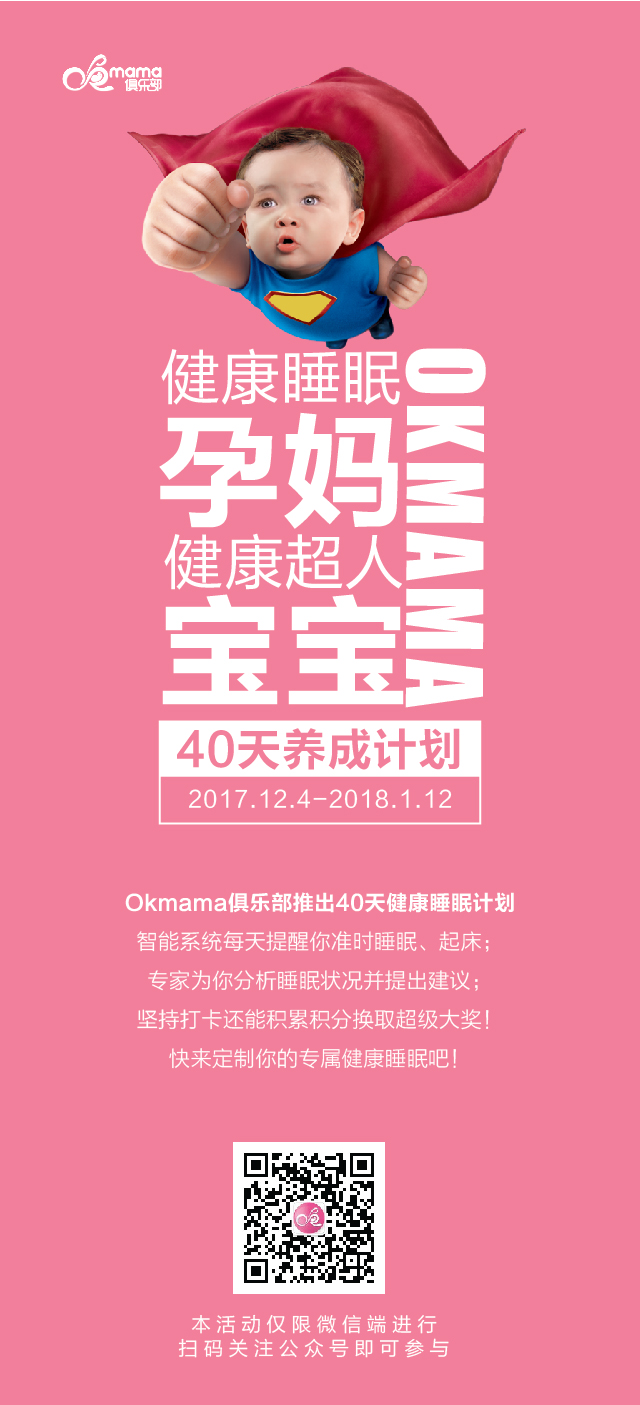 okmama
俱乐部
健康睡眠
孕妈
健康超人
宝宝
OKMAMA
40天养成计划
2017.12.4-2018.1.12
Okmama俱乐部推出40天健康睡眠计划
智能系统每天提醒你准时睡眠、起床；
专家为你分析睡眠状况并提出建议；
坚持打卡还能积累积分换取超级大奖！
快来定制你的专属健康睡眠吧！
本活动仅限微信端进行
扫码关注公众号即可参与